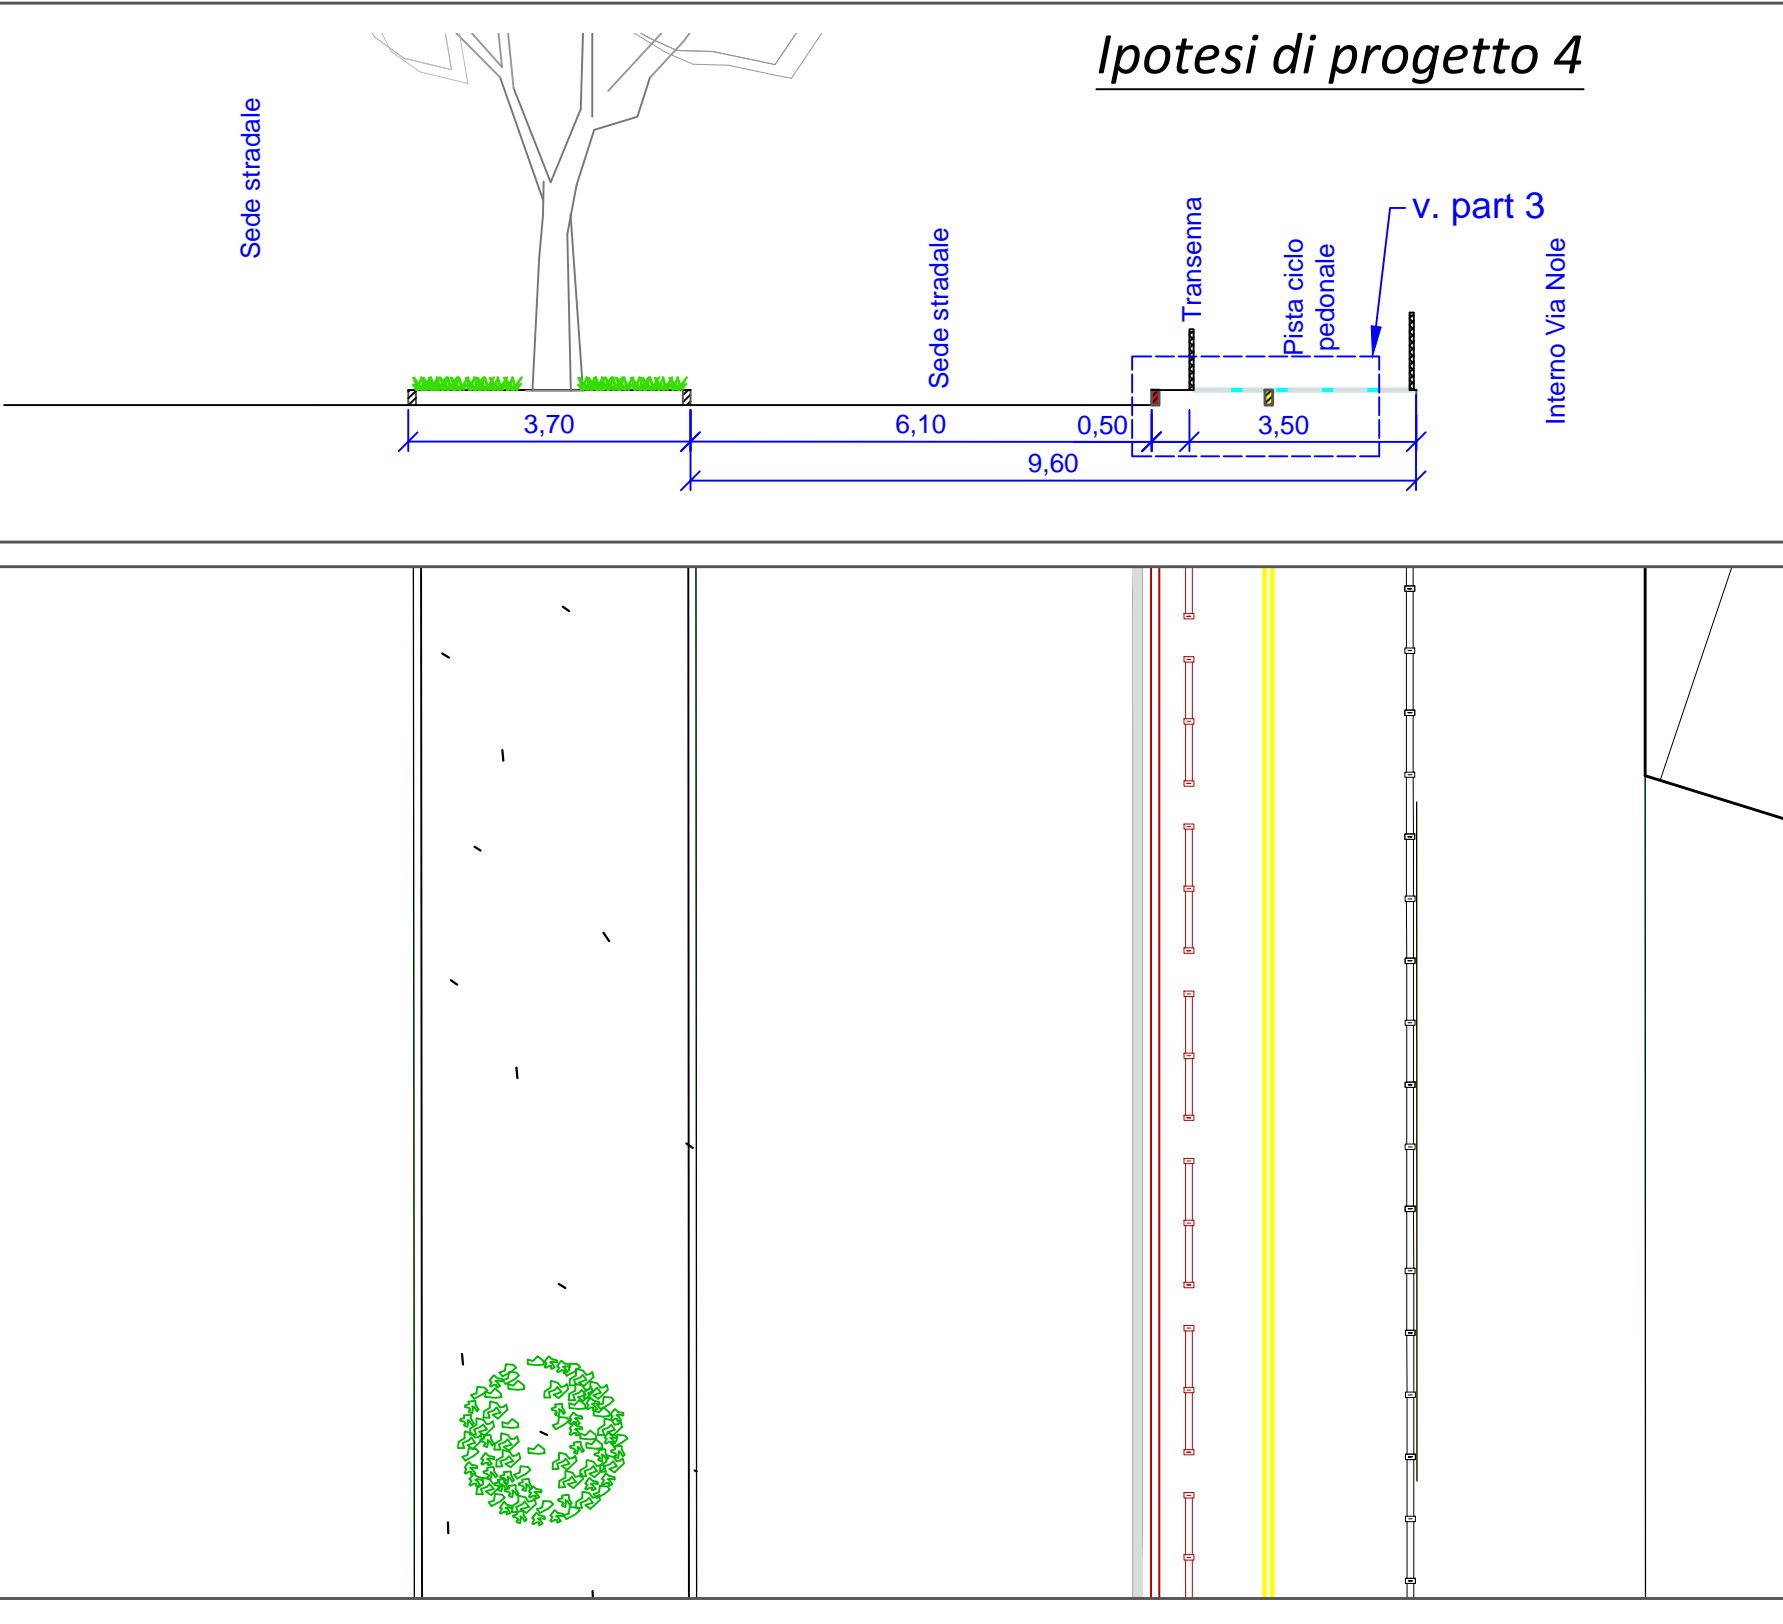 Ipotesi di progetto 4
Sede stradale
Sede stradale
Transenna
Pista ciclo
pedonale
v. part 3
Interno Via Nole
3,70
6,10
0,50
3,50
9,60